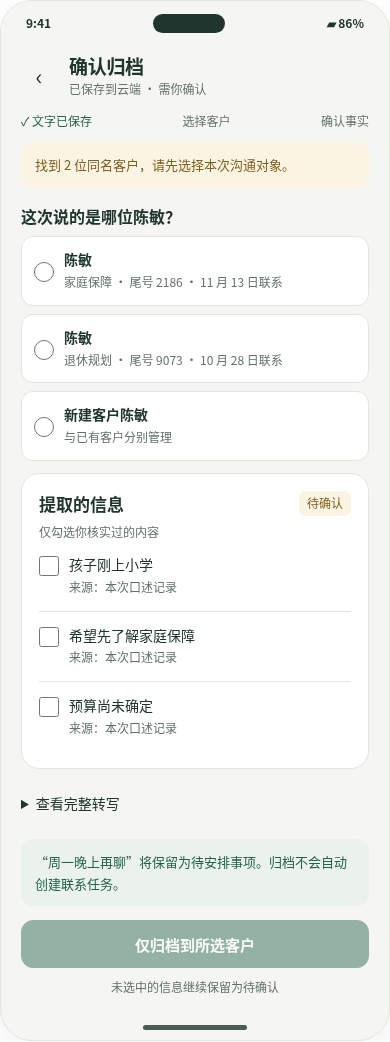 9:41
86%
确认归档
已保存到云端 · 需你确认
✓文字已保存 选择客户 确认事实
找到 2 位同名客户，请先选择本次沟通对象。
这次说的是哪位陈敏？
陈敏
家庭保障 · 尾号 2186 · 11 月 13 日联系
陈敏
退休规划 · 尾号 9073 · 10 月 28 日联系
新建客户陈敏
与已有客户分别管理
提取的信息 待确认
仅勾选你核实过的内容
孩子刚上小学
来源：本次口述记录
希望先了解家庭保障
来源：本次口述记录
预算尚未确定
来源：本次口述记录
查看完整转写
“周一晚上再聊”将保留为待安排事项。归档不会自动
创建联系任务。
仅归档到所选客户
未选中的信息继续保留为待确认